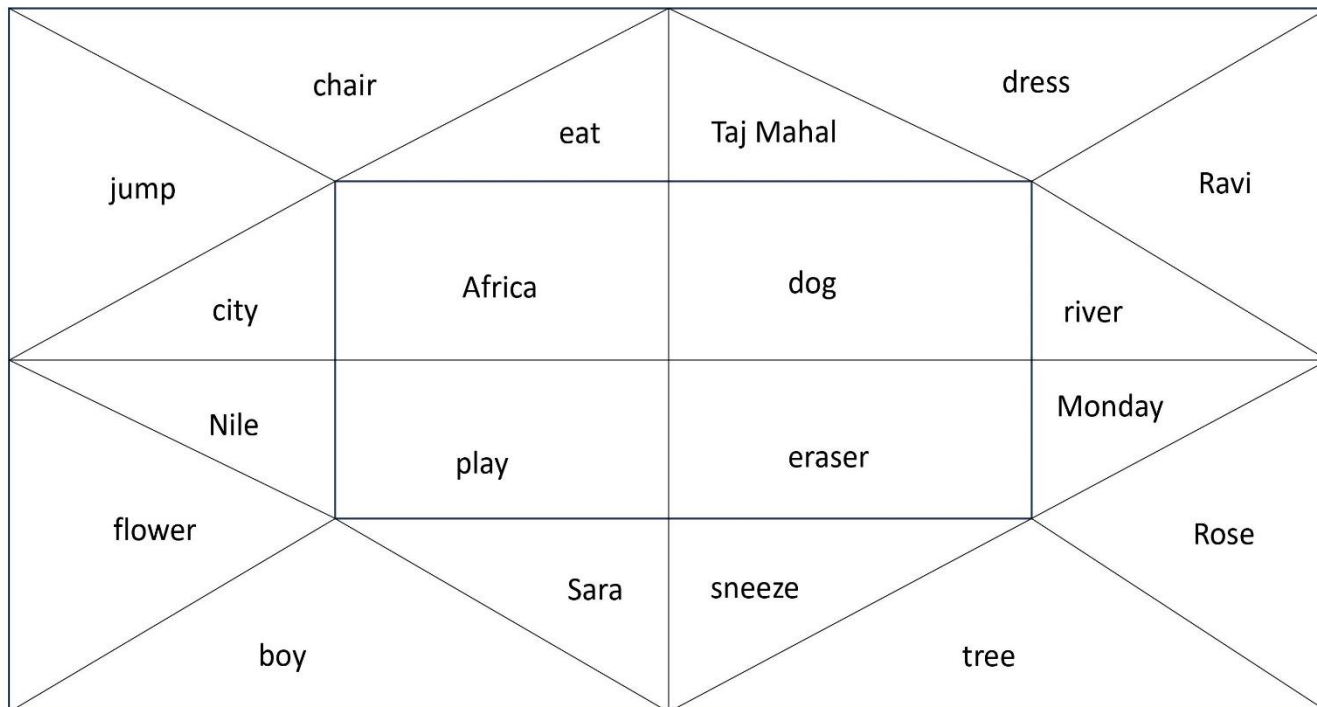 chair
dress
eat
Taj Mahal
jump
Ravi
Africa
dog
city
river
Nile
Monday
play
eraser
flower
Rose
Sara
sneeze
boy
tree